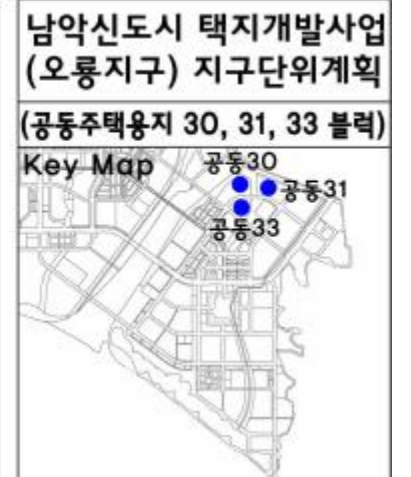 남악신도시 택지개발사업
(오룡지구) 지구단위계획
(공동주택용지 30, 31, 33 블럭)
Key Map
공동30
공동31
공동33